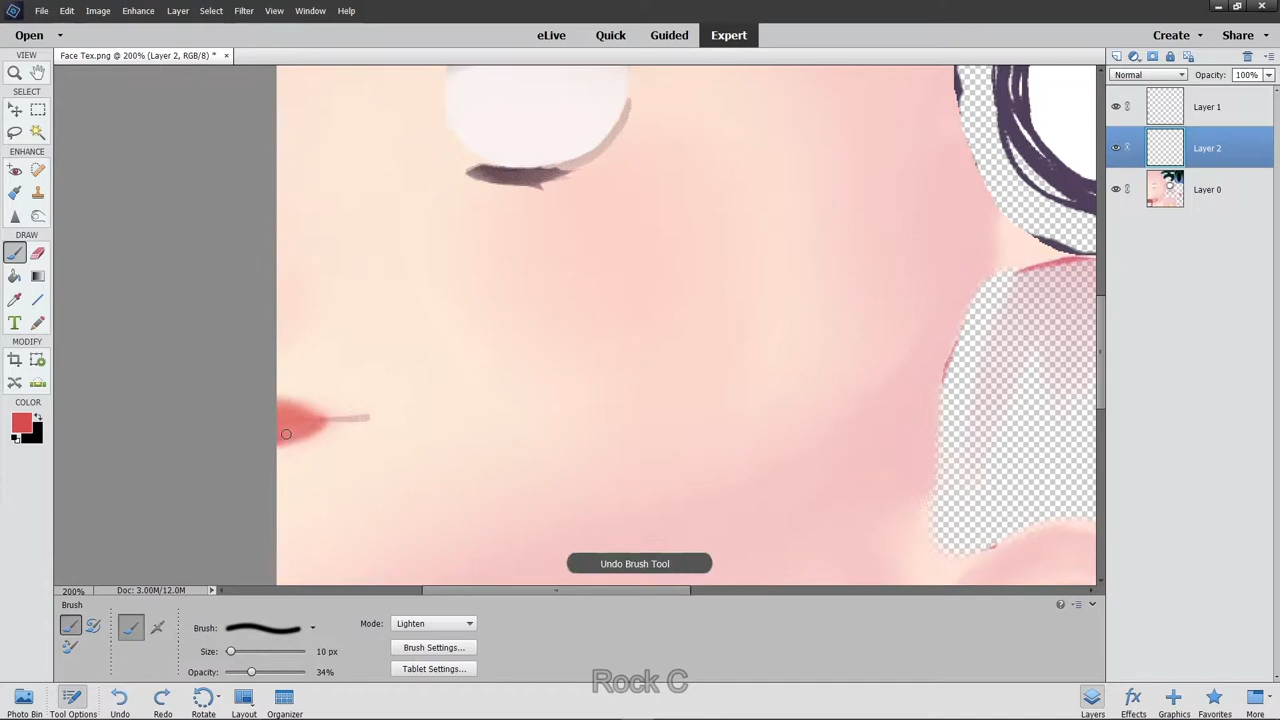 File Edit Image Enhance Layer Select Filter View Window Help
Open eLive Quick Guided Expert Create Share
VIEW Face Tex.png @ 200% (Layer 2, RGB/8) * ×
Normal Opacity: 100%
SELECT
Layer 1
ENHANCE Layer 2
Layer 0
DRAW
T
MODIFY
COLOR
Undo Brush Tool
200% Doc: 3.00M/12.0M
Brush
Brush: Mode: Lighten
Size: 10 px Brush Settings...
Opacity: 34% Tablet Settings...
Rock C
Photo Bin Tool Options Undo Redo Rotate Layout Organizer Layers Effects Graphics Favorites More